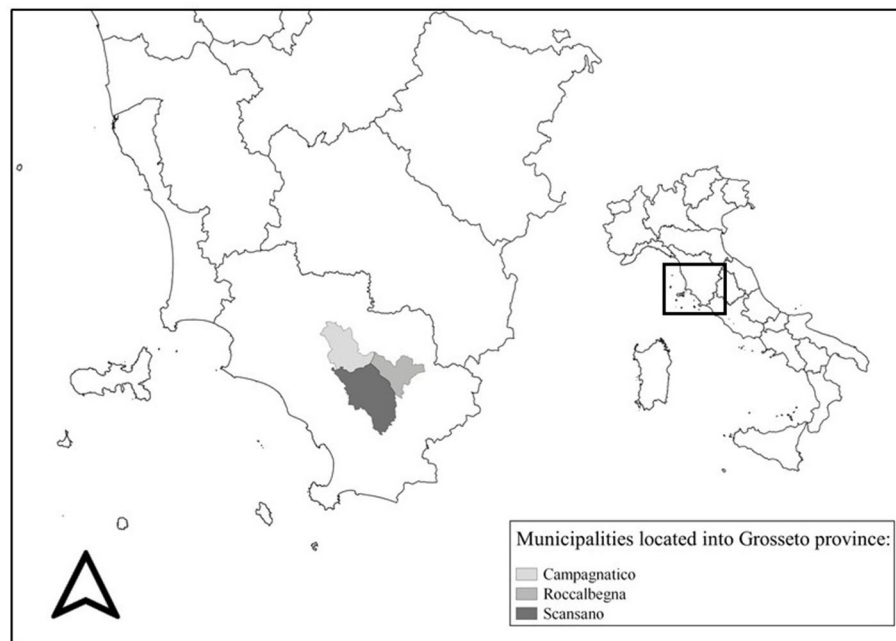 Municipalities located into Grosseto province:
Campagnatico
Roccalbegna
Scansano